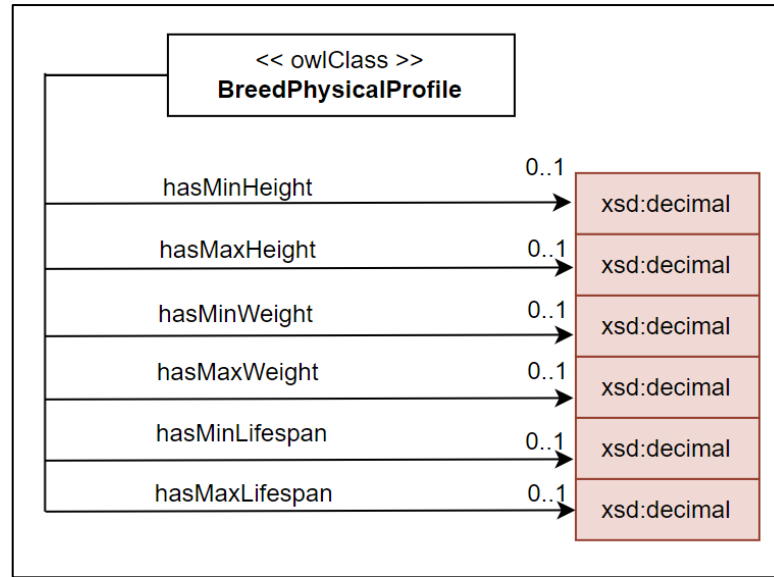 << owlClass >>
BreedPhysicalProfile
hasMinHeight 0..1 xsd:decimal
hasMaxHeight 0..1 xsd:decimal
hasMinWeight 0..1 xsd:decimal
hasMaxWeight 0..1 xsd:decimal
hasMinLifespan 0..1 xsd:decimal
hasMaxLifespan 0..1 xsd:decimal